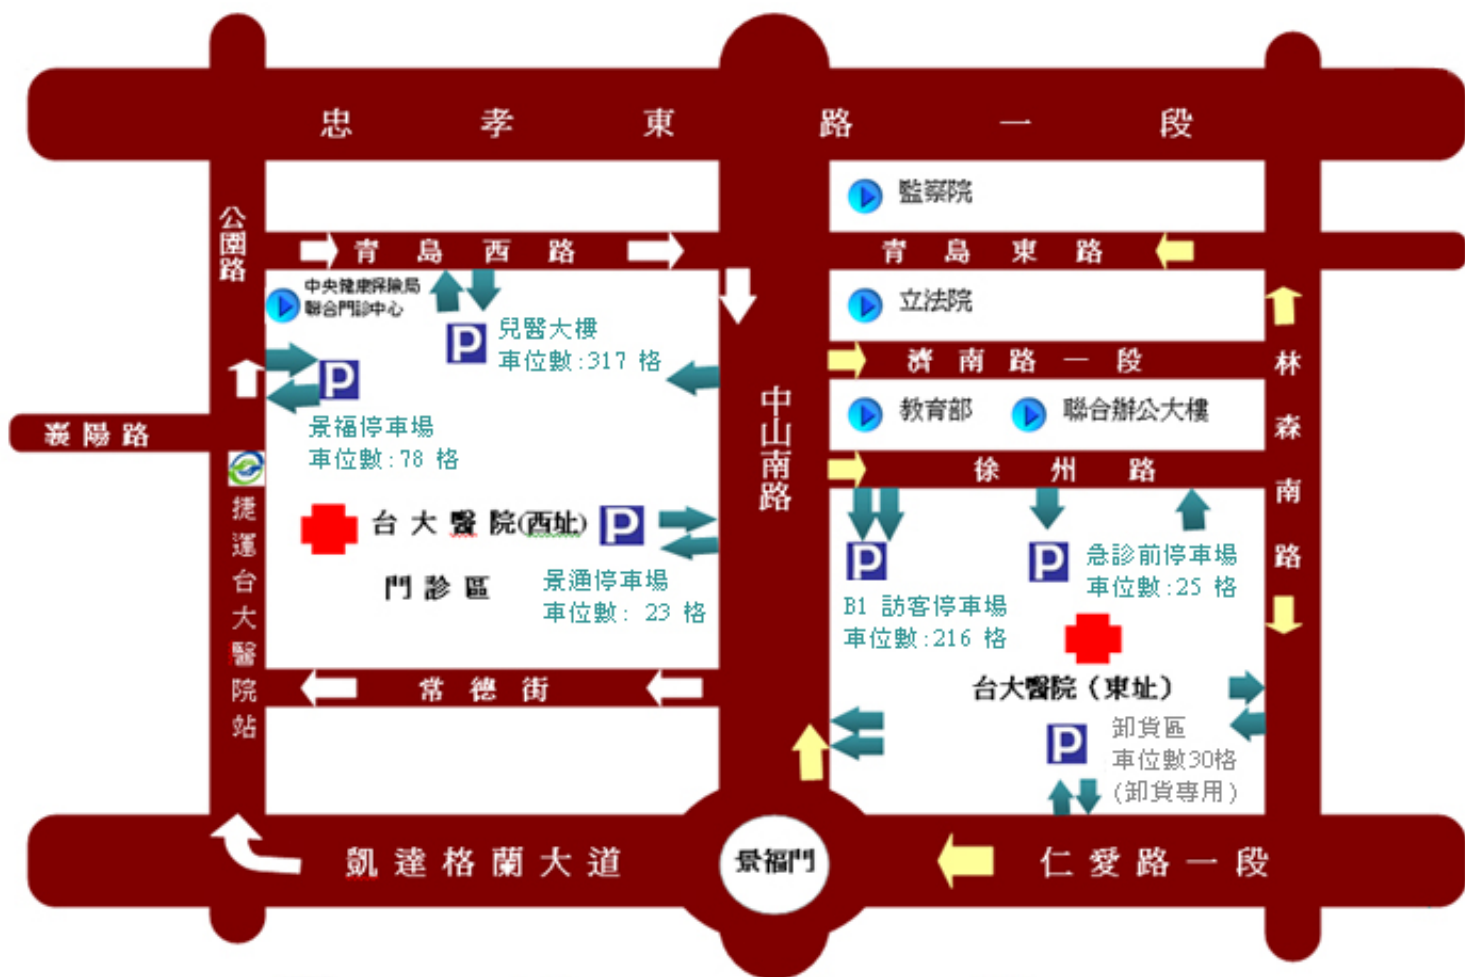 忠孝東路一段
公園路
監察院
青島西路
青島東路
中央健康保險局
聯合門診中心
立法院
兒醫大樓
車位數:317 格
濟南路一段
林森南路
景福停車場
車位數:78 格
中山南路
教育部
聯合辦公大樓
襄陽路
徐州路
捷運台大醫院站
台大醫院(西址)
門診區
景通停車場
車位數: 23 格
急診前停車場
車位數:25 格
B1 訪客停車場
車位數:216 格
台大醫院（東址）
常德街
卸貨區
車位數30格
(卸貨專用)
凱達格蘭大道
景福門
仁愛路一段
P
P
P
P
P
P